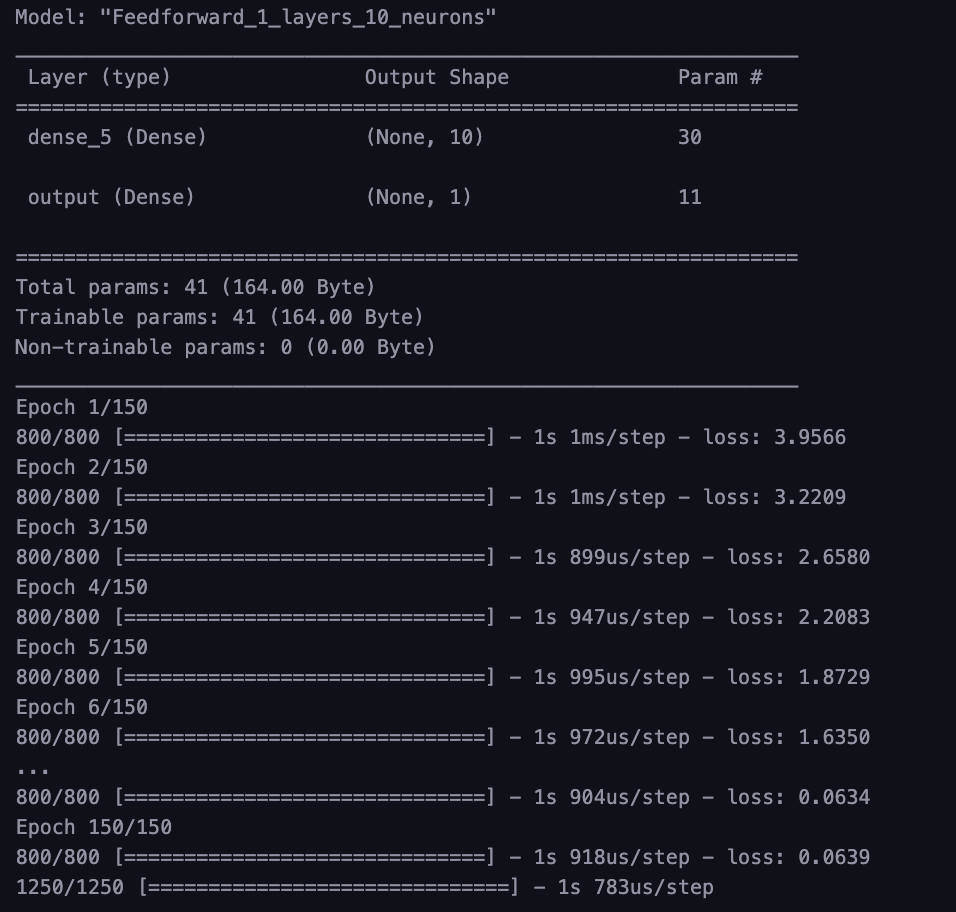 Model: "Feedforward_1_layers_10_neurons"
_________________________________________________________________
Layer (type) Output Shape Param #
=================================================================
dense_5 (Dense) (None, 10) 30
output (Dense) (None, 1) 11
=================================================================
Total params: 41 (164.00 Byte)
Trainable params: 41 (164.00 Byte)
Non-trainable params: 0 (0.00 Byte)
_________________________________________________________________
Epoch 1/150
800/800 [==============================] - 1s 1ms/step - loss: 3.9566
Epoch 2/150
800/800 [==============================] - 1s 1ms/step - loss: 3.2209
Epoch 3/150
800/800 [==============================] - 1s 899us/step - loss: 2.6580
Epoch 4/150
800/800 [==============================] - 1s 947us/step - loss: 2.2083
Epoch 5/150
800/800 [==============================] - 1s 995us/step - loss: 1.8729
Epoch 6/150
800/800 [==============================] - 1s 972us/step - loss: 1.6350
...
800/800 [==============================] - 1s 904us/step - loss: 0.0634
Epoch 150/150
800/800 [==============================] - 1s 918us/step - loss: 0.0639
1250/1250 [==============================] - 1s 783us/step